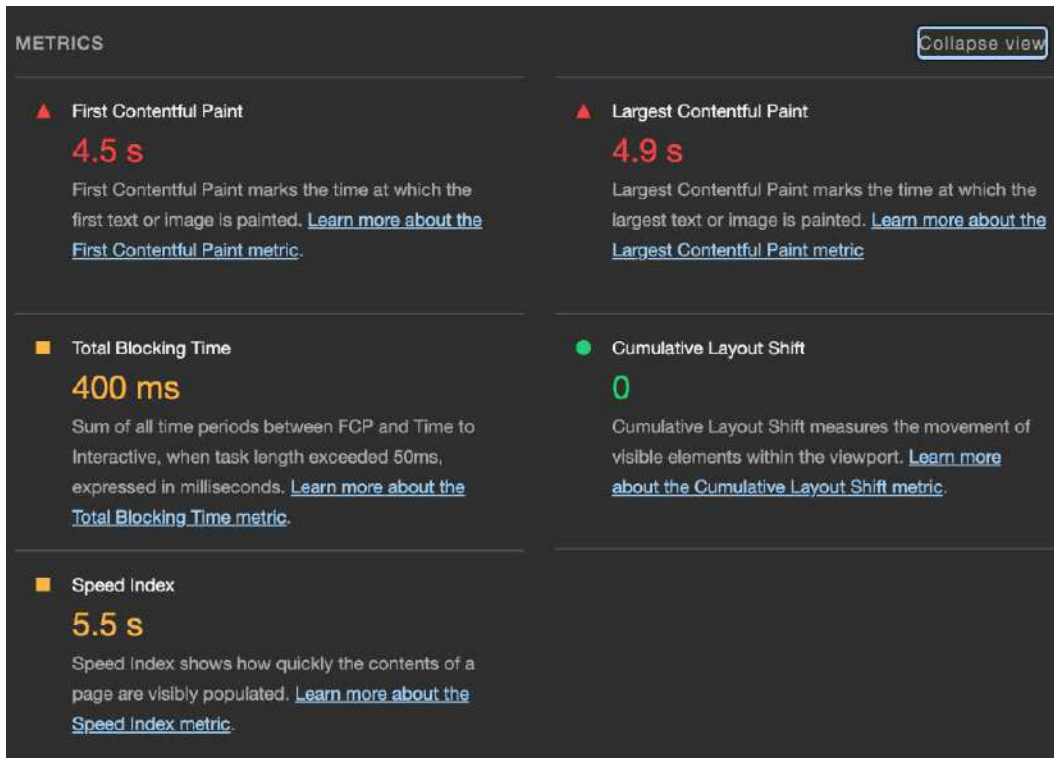 METRICS
Collapse view
First Contentful Paint
4.5 s
First Contentful Paint marks the time at which the
first text or image is painted. Learn more about the
First Contentful Paint metric.
Largest Contentful Paint
4.9 s
Largest Contentful Paint marks the time at which the
largest text or image is painted. Learn more about the
Largest Contentful Paint metric
Total Blocking Time
400 ms
Sum of all time periods between FCP and Time to
Interactive, when task length exceeded 50ms,
expressed in milliseconds. Learn more about the
Total Blocking Time metric.
Cumulative Layout Shift
0
Cumulative Layout Shift measures the movement of
visible elements within the viewport. Learn more
about the Cumulative Layout Shift metric.
Speed Index
5.5 s
Speed Index shows how quickly the contents of a
page are visibly populated. Learn more about the
Speed Index metric.